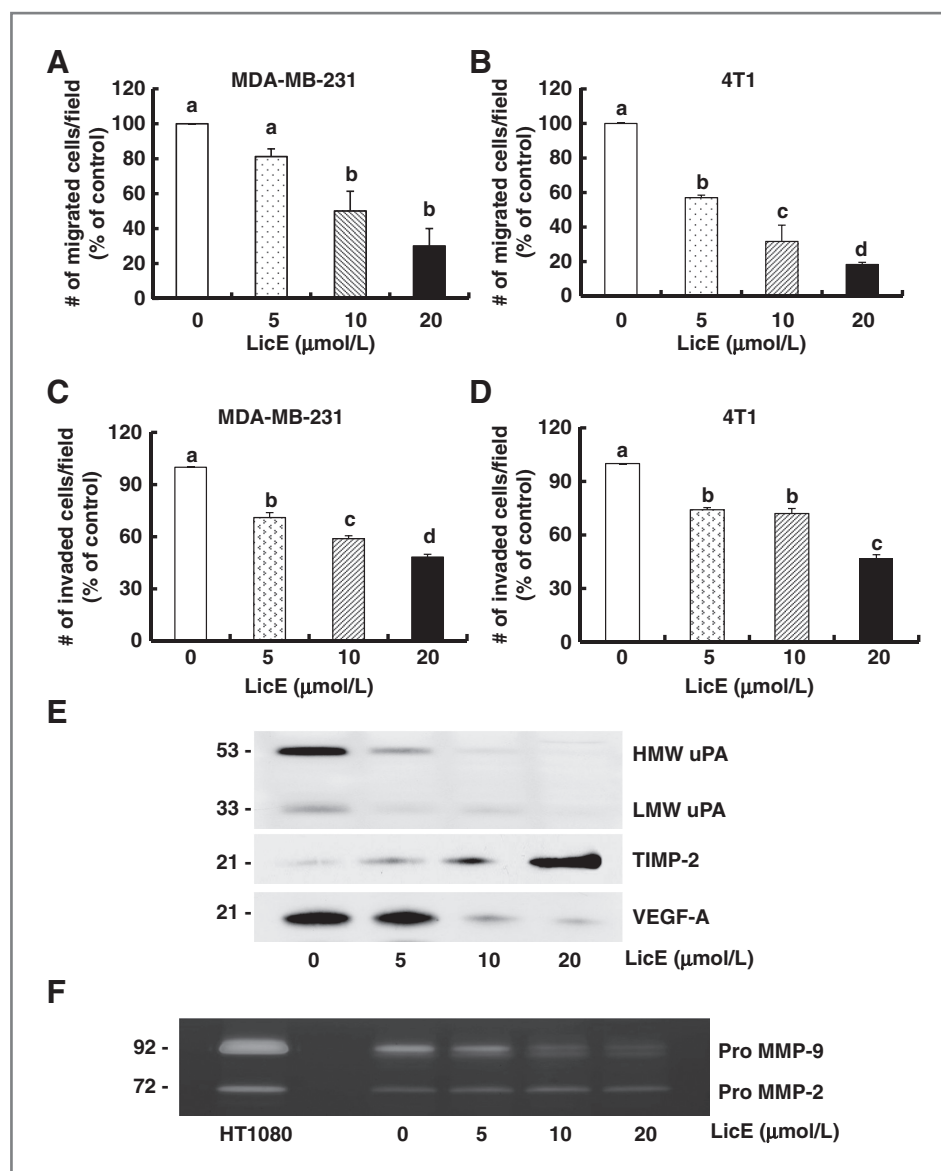 A
MDA-MB-231
# of migrated cells/field
(% of control)
120
100
80
60
40
20
0
a
a
b
b
0 5 10 20
LicE (μmol/L)
B
4T1
# of migrated cells/field
(% of control)
120
100
80
60
40
20
0
a
b
c
d
0 5 10 20
LicE (μmol/L)
C
MDA-MB-231
# of invaded cells/field
(% of control)
120
90
60
30
0
a
b
c
d
0 5 10 20
LicE (μmol/L)
D
4T1
# of invaded cells/field
(% of control)
120
90
60
30
0
a
b
b
c
0 5 10 20
LicE (μmol/L)
E
53 - HMW uPA
33 - LMW uPA
21 - TIMP-2
21 - VEGF-A
0 5 10 20 LicE (μmol/L)
F
92 - Pro MMP-9
72 - Pro MMP-2
HT1080 0 5 10 20 LicE (μmol/L)